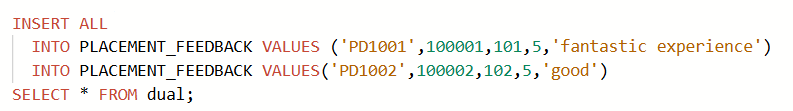 INSERT ALL
  INTO PLACEMENT_FEEDBACK VALUES ('PD1001',100001,101,5,'fantastic experience')
  INTO PLACEMENT_FEEDBACK VALUES('PD1002',100002,102,5,'good')
SELECT * FROM dual;